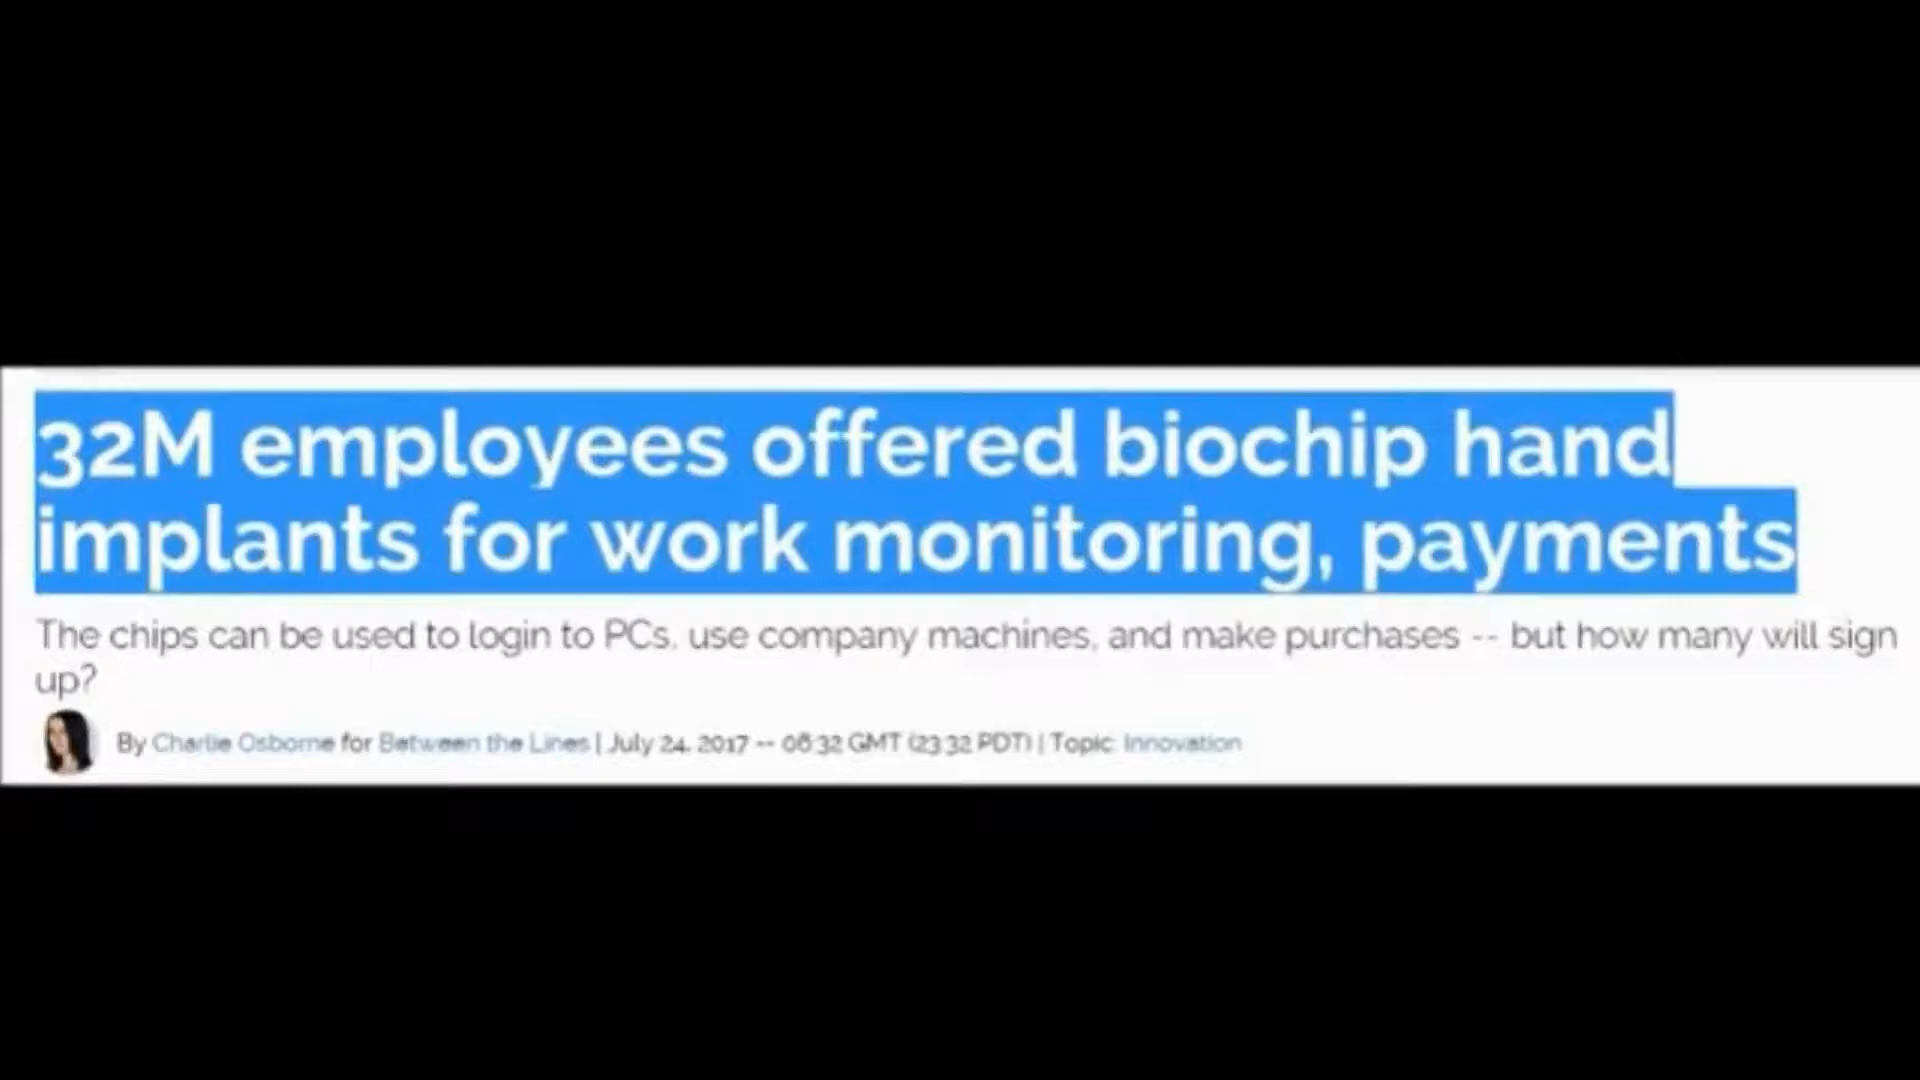 32M employees offered biochip hand
implants for work monitoring, payments
The chips can be used to login to PCs, use company machines, and make purchases -- but how many will sign
up?
By Charlie Osborne for Between the Lines | July 24, 2017 -- 06:32 GMT (23:32 PDT) | Topic: Innovation